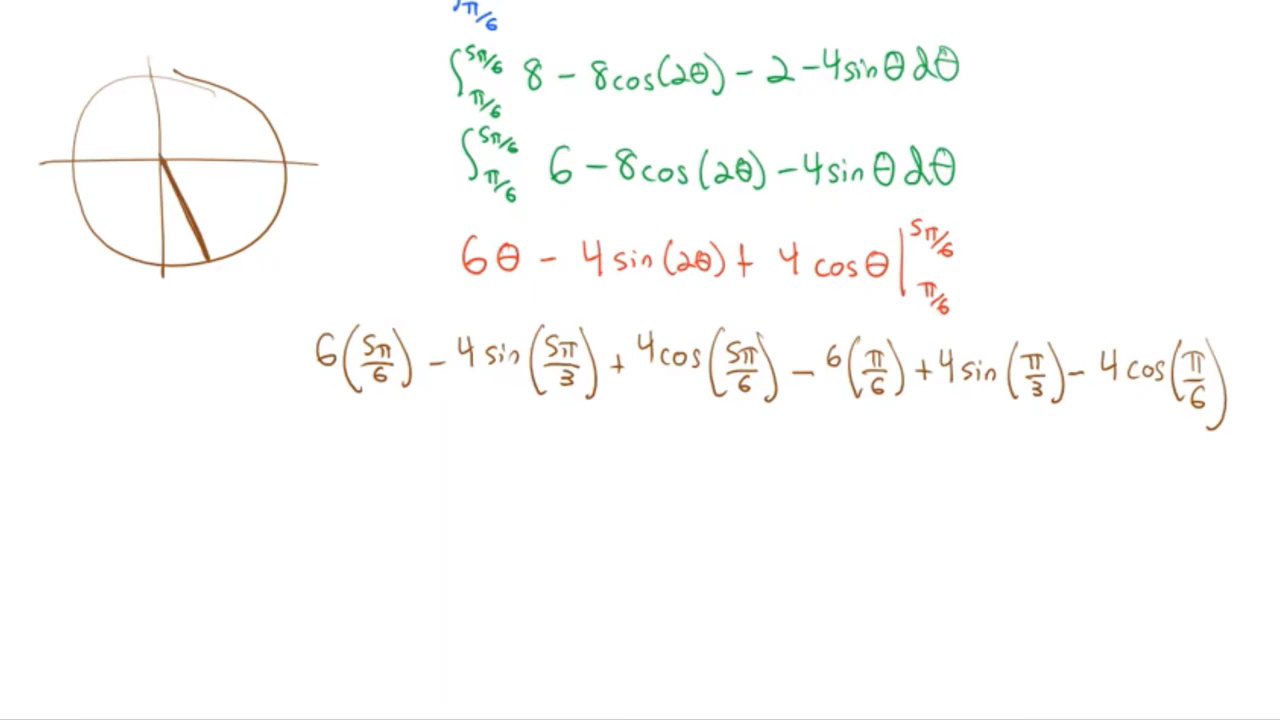 π/6
∫_{π/6}^{5π/6} 8 − 8cos(2θ) − 2 − 4sinθ dθ
∫_{π/6}^{5π/6} 6 − 8cos(2θ) − 4sinθ dθ
6θ − 4sin(2θ) + 4cosθ |_{π/6}^{5π/6}
6(5π/6) − 4sin(5π/3) + 4cos(5π/6) − 6(π/6) + 4sin(π/3) − 4cos(π/6)